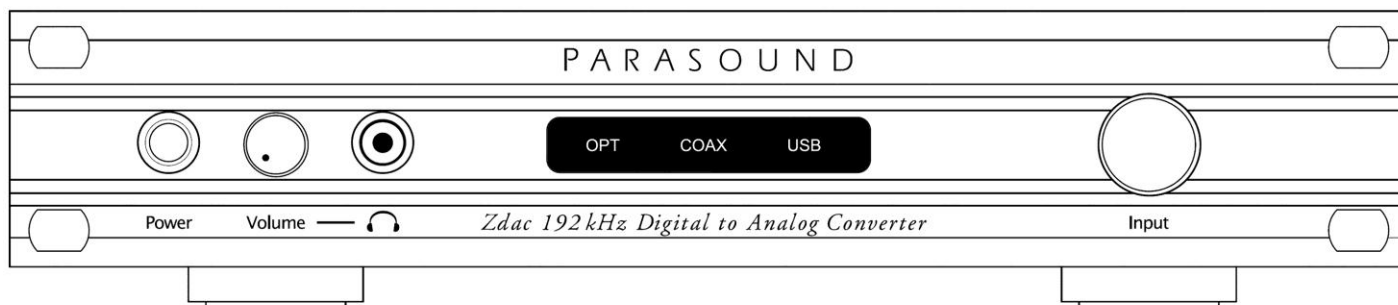 PARASOUND
OPT COAX USB
Power Volume Zdac 192 kHz Digital to Analog Converter Input